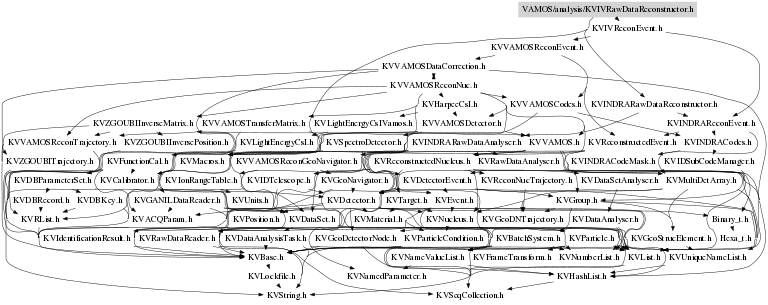 VAMOS/analysis/KVIVRawDataReconstructor.h
KVIVReconEvent.h
KVVAMOSReconEvent.h
KVVAMOSDataCorrection.h
KVVAMOSReconNuc.h
KVHarpeeCsI.h
KVVAMOSCodes.h
KVINDRARawDataReconstructor.h
KVZGOUBIInverseMatrix.h
KVVAMOSTransferMatrix.h
KVLightEnergyCsIVamos.h
KVVAMOSDetector.h
KVINDRAReconEvent.h
KVVAMOSReconTrajectory.h
KVZGOUBIInversePosition.h
KVLightEnergyCsI.h
KVSpectroDetector.h
KVINDRARawDataAnalyser.h
KVVAMOS.h
KVReconstructedEvent.h
KVINDRACodes.h
KVZGOUBITrajectory.h
KVFunctionCal.h
KVMacros.h
KVVAMOSReconGeoNavigator.h
KVReconstructedNucleus.h
KVRawDataAnalyser.h
KVINDRACodeMask.h
KVIDSubCodeManager.h
KVDBParameterSet.h
KVCalibrator.h
KVIonRangeTable.h
KVIDTelescope.h
KVGeoNavigator.h
KVDetectorEvent.h
KVReconNucTrajectory.h
KVDataSetAnalyser.h
KVMultiDetArray.h
KVDBRecord.h
KVDBKey.h
KVGANILDataReader.h
KVUnits.h
KVDetector.h
KVTarget.h
KVEvent.h
KVGroup.h
KVRList.h
KVACQParam.h
KVPosition.h
KVDataSet.h
KVMaterial.h
KVNucleus.h
KVGeoDNTrajectory.h
KVDataAnalyser.h
Binary_t.h
KVIdentificationResult.h
KVRawDataReader.h
KVDataAnalysisTask.h
KVGeoDetectorNode.h
KVParticleCondition.h
KVBatchSystem.h
KVParticle.h
KVGeoStrucElement.h
Hexa_t.h
KVBase.h
KVNameValueList.h
KVFrameTransform.h
KVNumberList.h
KVList.h
KVUniqueNameList.h
KVLockfile.h
KVNamedParameter.h
KVHashList.h
KVString.h
KVSeqCollection.h